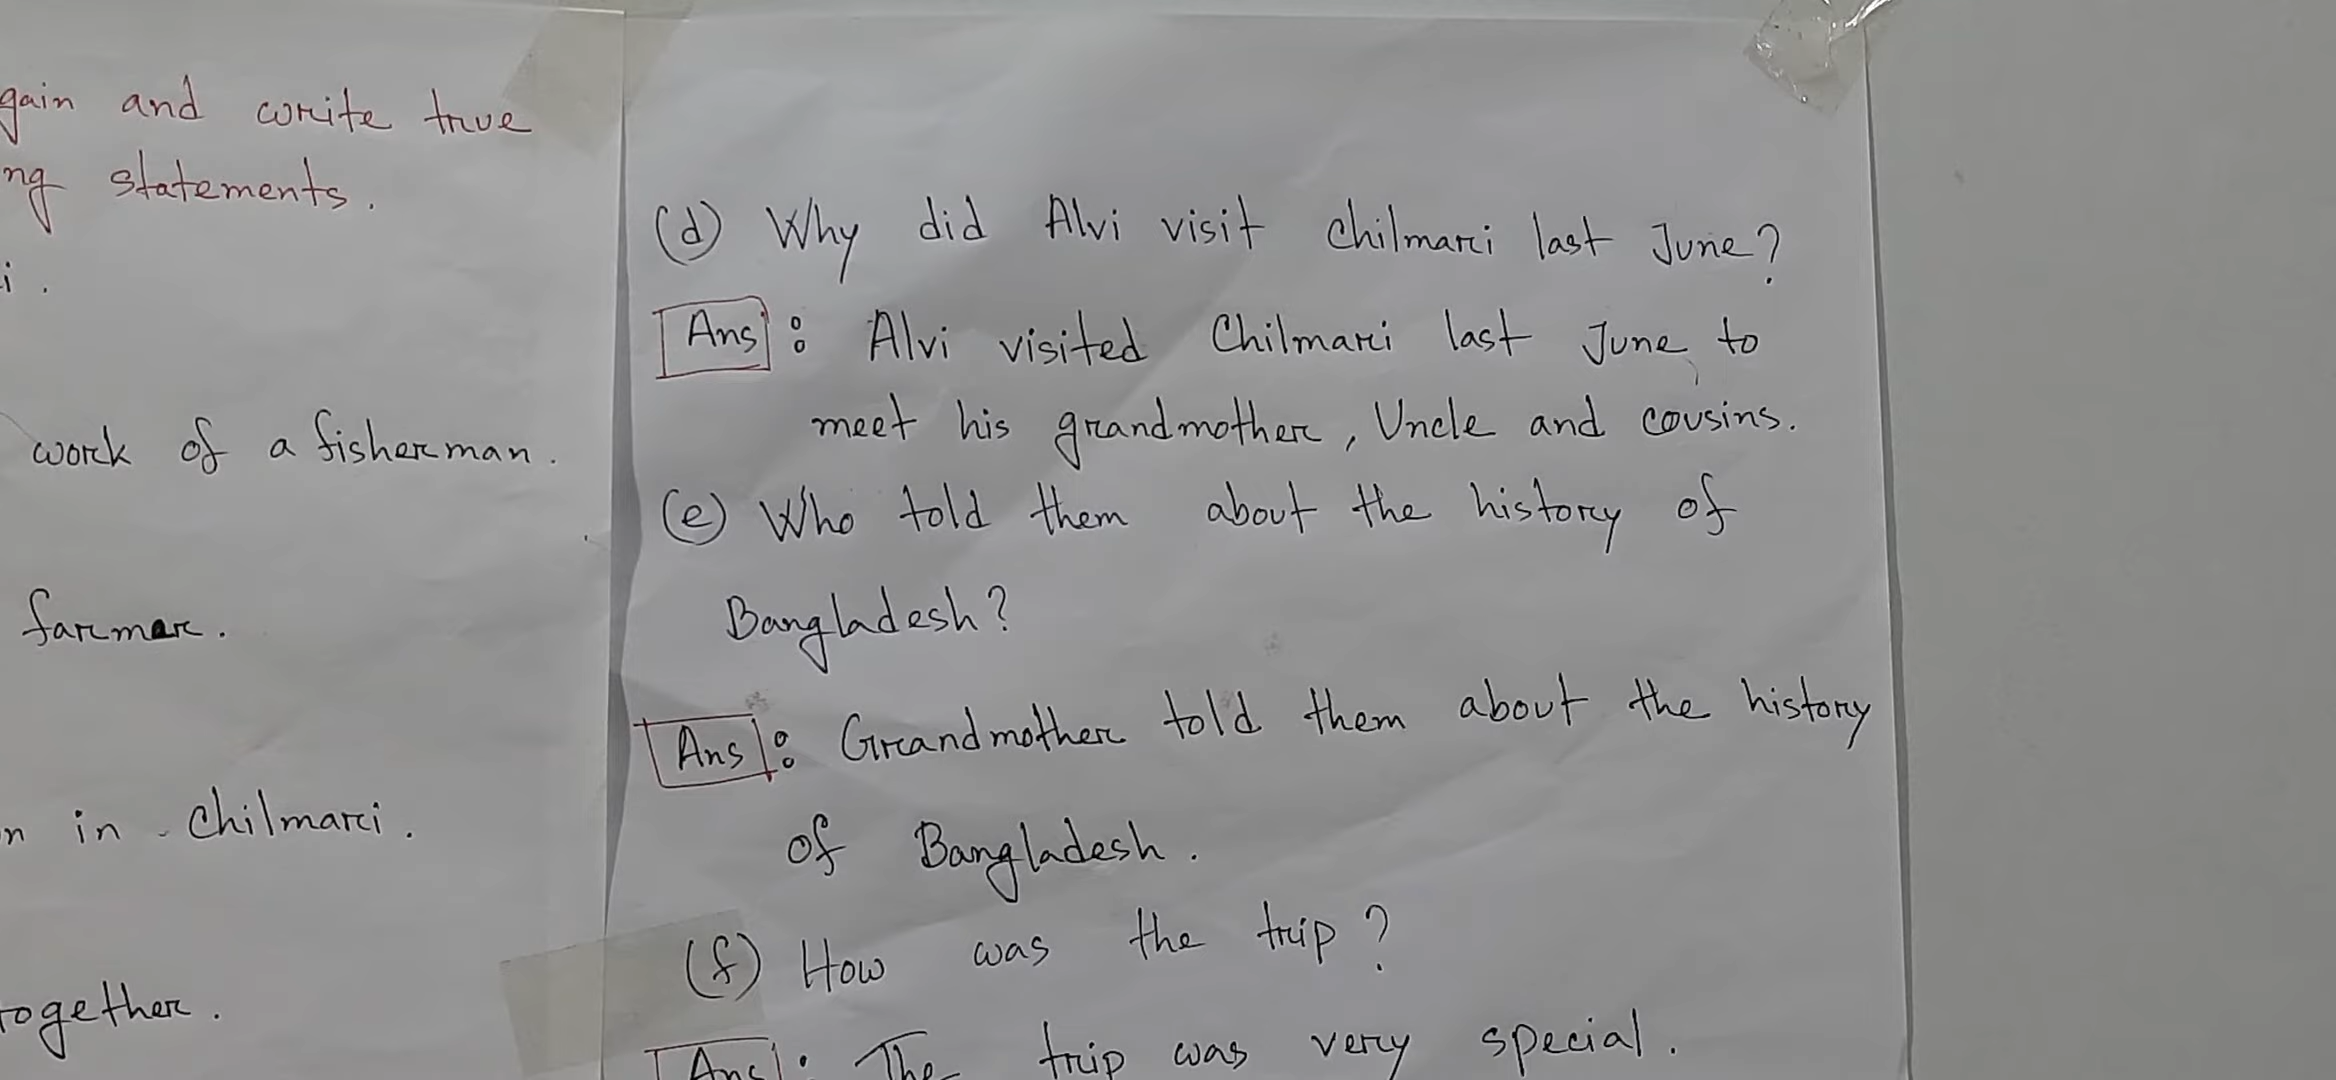 gain and write true
ng statements.
i.
work of a fisherman.
farmer.
n in Chilmari.
together.
(d) Why did Alvi visit Chilmari last June?
Ans: Alvi visited Chilmari last June to
meet his grandmother, Uncle and cousins.
(e) Who told them about the history of
Bangladesh?
Ans: Grandmother told them about the history
of Bangladesh.
(f) How was the trip?
Ans: The trip was very special.